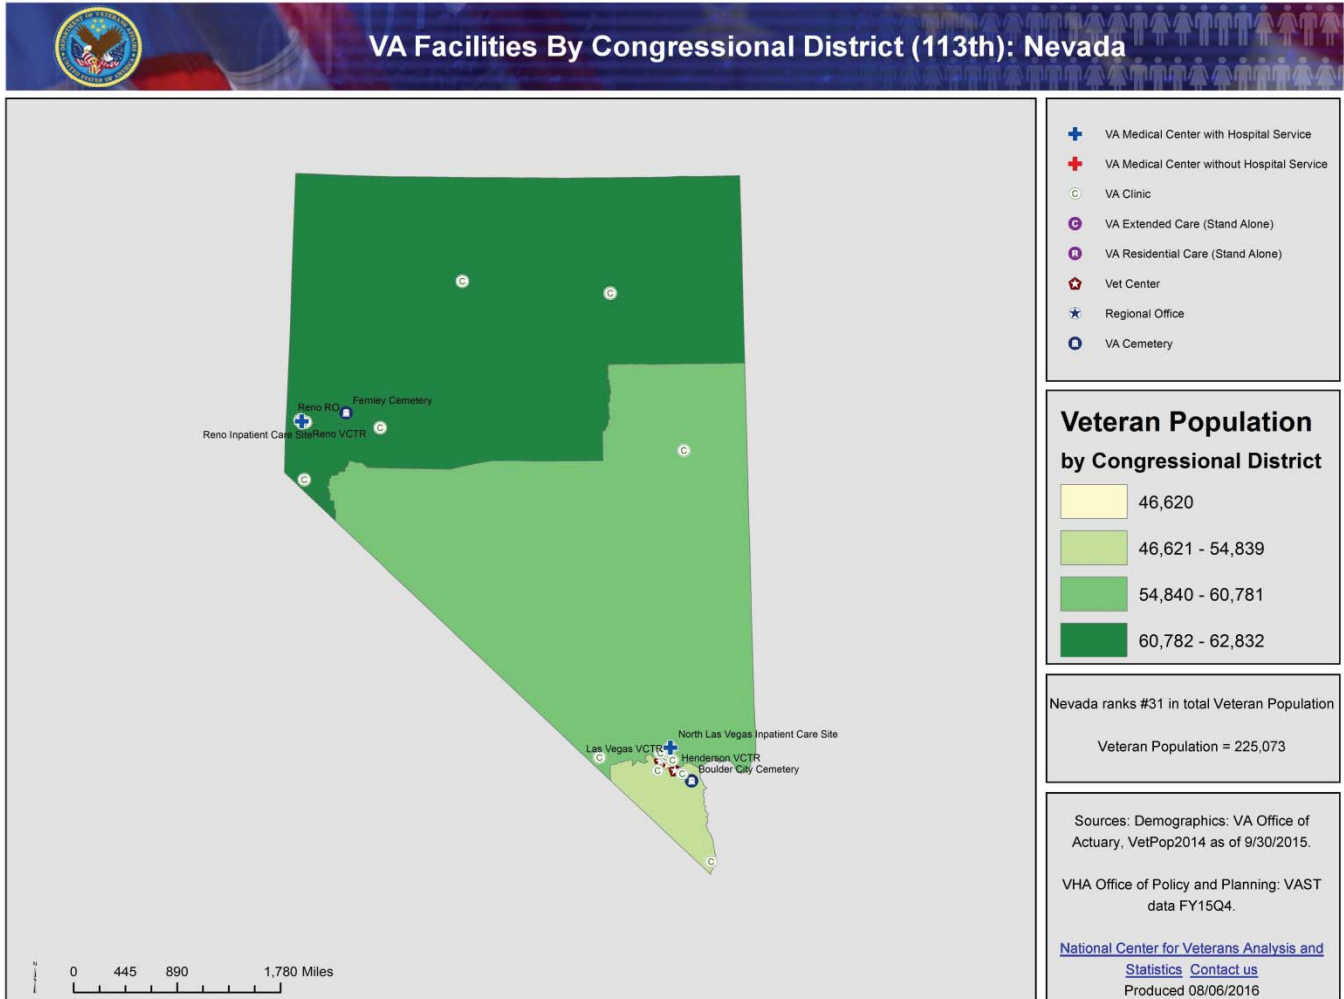 VA Facilities By Congressional District (113th): Nevada
VA Medical Center with Hospital Service
VA Medical Center without Hospital Service
C
VA Clinic
C
VA Extended Care (Stand Alone)
R
VA Residential Care (Stand Alone)
Vet Center
Regional Office
VA Cemetery
C
C
Reno RO
Fernley Cemetery
Reno Inpatient Care Site
Reno VCTR
C
C
C
North Las Vegas Inpatient Care Site
Las Vegas VCTR
C
C
C
Henderson VCTR
C
C
Boulder City Cemetery
C
Veteran Population
by Congressional District
46,620
46,621 - 54,839
54,840 - 60,781
60,782 - 62,832
Nevada ranks #31 in total Veteran Population
Veteran Population = 225,073
Sources: Demographics: VA Office of
Actuary, VetPop2014 as of 9/30/2015.
VHA Office of Policy and Planning: VAST
data FY15Q4.
National Center for Veterans Analysis and
Statistics Contact us
Produced 08/06/2016
N
0 445 890 1,780 Miles